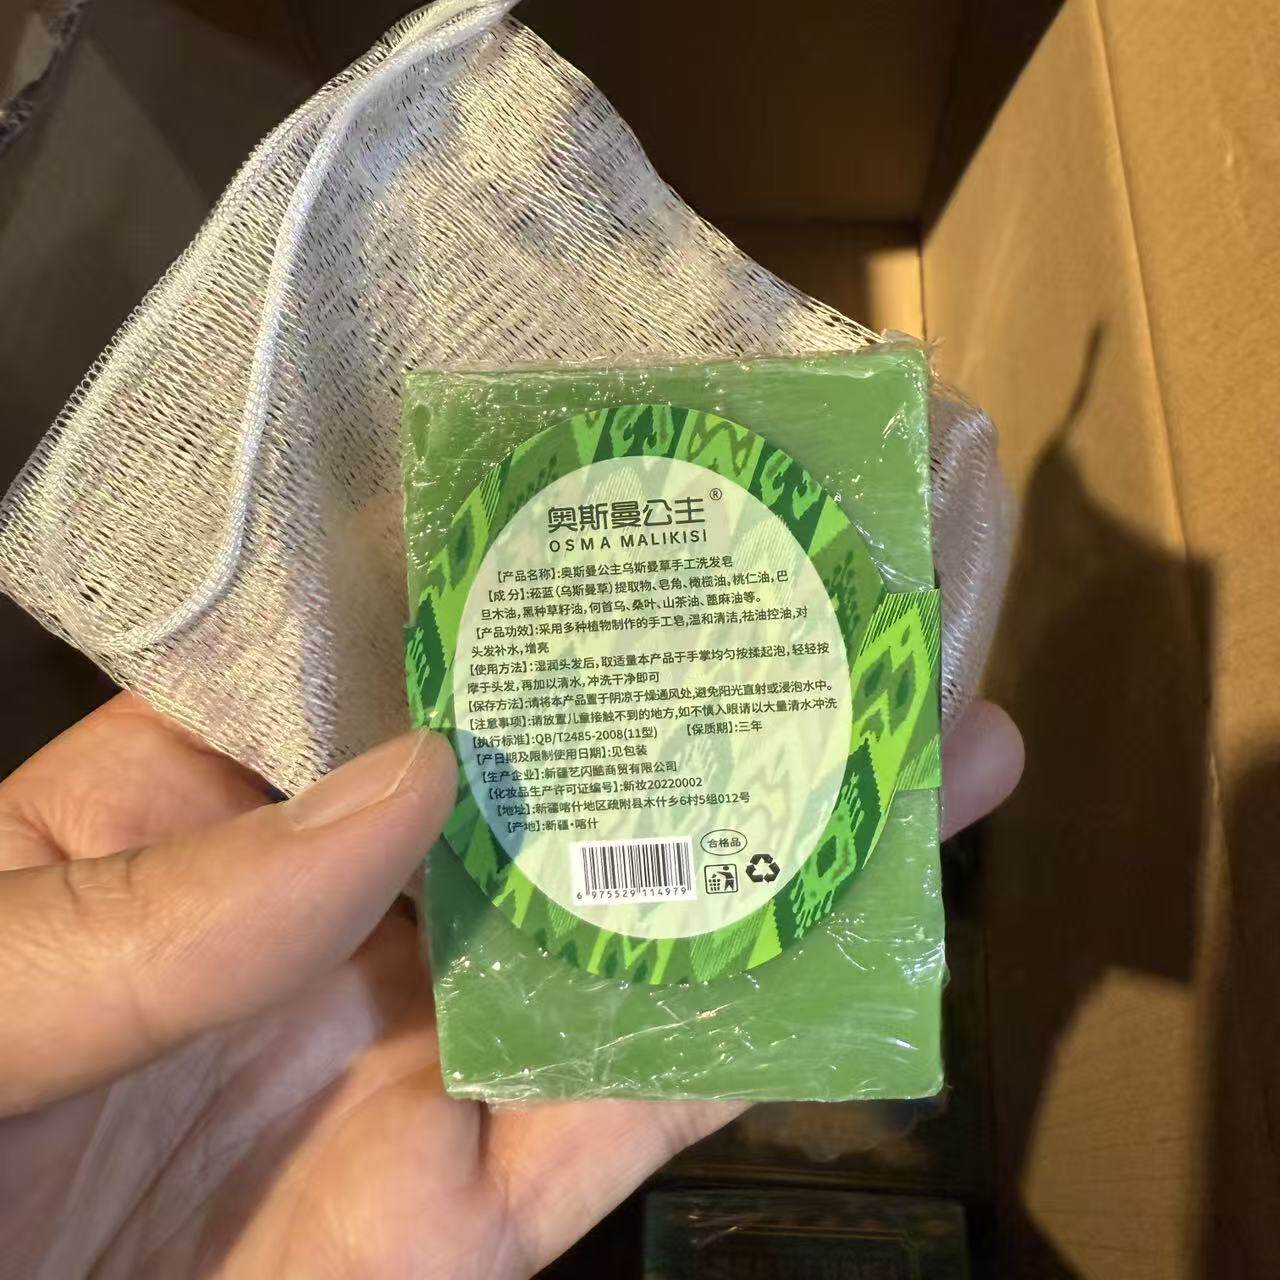 奥斯曼公主®
OSMA MALIKISI
【产品名称】:奥斯曼公主乌斯曼草手工洗发皂
【成分】:菘蓝(乌斯曼草)提取物、皂角、橄榄油,桃仁油,巴
旦木油,黑种草籽油,何首乌、桑叶、山茶油、蓖麻油等。
【产品功效】:采用多种植物制作的手工皂,温和清洁,祛油控油,对
头发补水,增亮
【使用方法】:湿润头发后,取适量本产品于手掌均匀按揉起泡,轻轻按
摩于头发,再加以清水,冲洗干净即可
【保存方法】:请将本产品置于阴凉于燥通风处,避免阳光直射或浸泡水中。
【注意事项】:请放置儿童接触不到的地方,如不慎入眼请以大量清水冲洗
【执行标准】:QB/T2485-2008(11型) 【保质期】:三年
【产日期及限制使用日期】:见包装
【生产企业】:新疆艺闪酷商贸有限公司
【化妆品生产许可证编号】:新妆20220002
【地址】:新疆喀什地区疏附县木什乡6村5组012号
【产地】:新疆·喀什
合格品
6 975529 114979